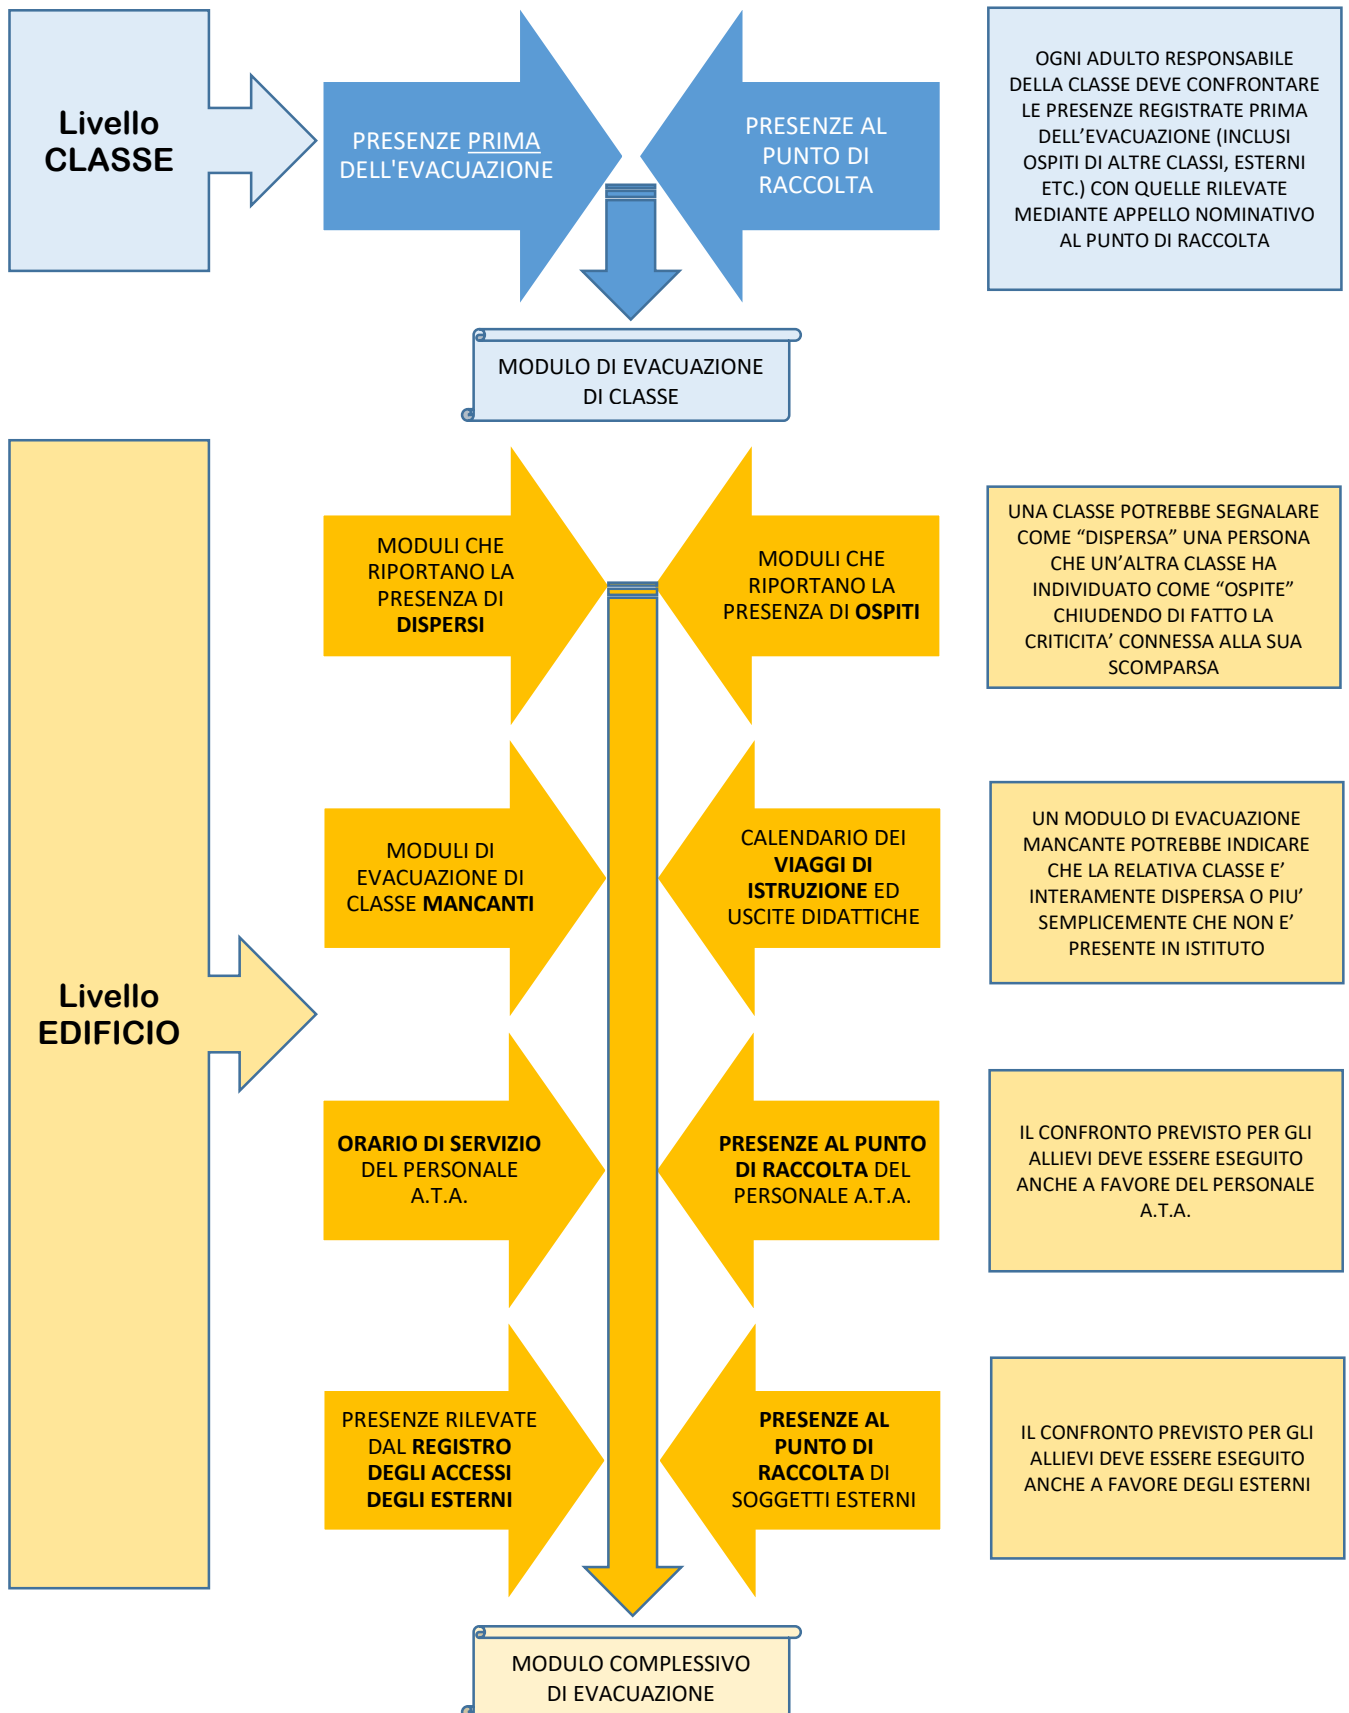 Livello
CLASSE
PRESENZE PRIMA
DELL'EVACUAZIONE
PRESENZE AL
PUNTO DI
RACCOLTA
OGNI ADULTO RESPONSABILE
DELLA CLASSE DEVE CONFRONTARE
LE PRESENZE REGISTRATE PRIMA
DELL’EVACUAZIONE (INCLUSI
OSPITI DI ALTRE CLASSI, ESTERNI
ETC.) CON QUELLE RILEVATE
MEDIANTE APPELLO NOMINATIVO
AL PUNTO DI RACCOLTA
MODULO DI EVACUAZIONE
DI CLASSE
Livello
EDIFICIO
MODULI CHE
RIPORTANO LA
PRESENZA DI
DISPERSI
MODULI CHE
RIPORTANO LA
PRESENZA DI OSPITI
UNA CLASSE POTREBBE SEGNALARE
COME “DISPERSA” UNA PERSONA
CHE UN’ALTRA CLASSE HA
INDIVIDUATO COME “OSPITE”
CHIUDENDO DI FATTO LA
CRITICITA’ CONNESSA ALLA SUA
SCOMPARSA
MODULI DI
EVACUAZIONE DI
CLASSE MANCANTI
CALENDARIO DEI
VIAGGI DI
ISTRUZIONE ED
USCITE DIDATTICHE
UN MODULO DI EVACUAZIONE
MANCANTE POTREBBE INDICARE
CHE LA RELATIVA CLASSE E’
INTERAMENTE DISPERSA O PIU’
SEMPLICEMENTE CHE NON E’
PRESENTE IN ISTITUTO
ORARIO DI SERVIZIO
DEL PERSONALE
A.T.A.
PRESENZE AL PUNTO
DI RACCOLTA DEL
PERSONALE A.T.A.
IL CONFRONTO PREVISTO PER GLI
ALLIEVI DEVE ESSERE ESEGUITO
ANCHE A FAVORE DEL PERSONALE
A.T.A.
PRESENZE RILEVATE
DAL REGISTRO
DEGLI ACCESSI
DEGLI ESTERNI
PRESENZE AL
PUNTO DI
RACCOLTA DI
SOGGETTI ESTERNI
IL CONFRONTO PREVISTO PER GLI
ALLIEVI DEVE ESSERE ESEGUITO
ANCHE A FAVORE DEGLI ESTERNI
MODULO COMPLESSIVO
DI EVACUAZIONE